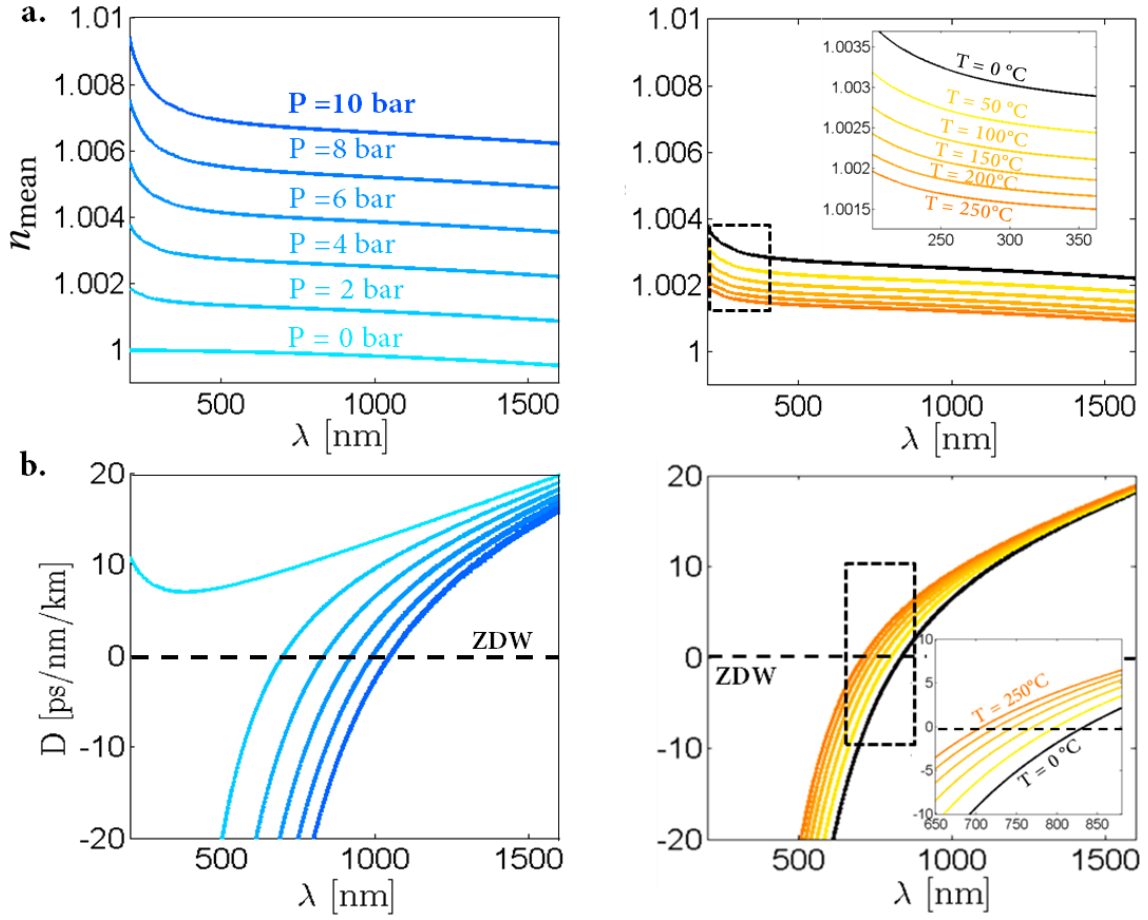 a.
1.01
1.008
1.006
1.004
1.002
1
n mean
P =10 bar
P = 8 bar
P = 6 bar
P = 4 bar
P = 2 bar
P = 0 bar
500
1000
1500
λ [nm]
1.01
1.008
1.006
1.004
1.002
1
1.0035
1.003
1.0025
1.002
1.0015
T = 0 °C
T = 50 °C
T = 100°C
T = 150°C
T = 200°C
T = 250°C
250
300
350
500
1000
1500
λ [nm]
b.
20
10
0
-10
-20
D [ps/nm/km]
ZDW
500
1000
1500
λ [nm]
20
10
0
-10
-20
ZDW
10
5
0
-5
-10
T = 250°C
T = 0 °C
650
700
750
800
850
500
1000
1500
λ [nm]